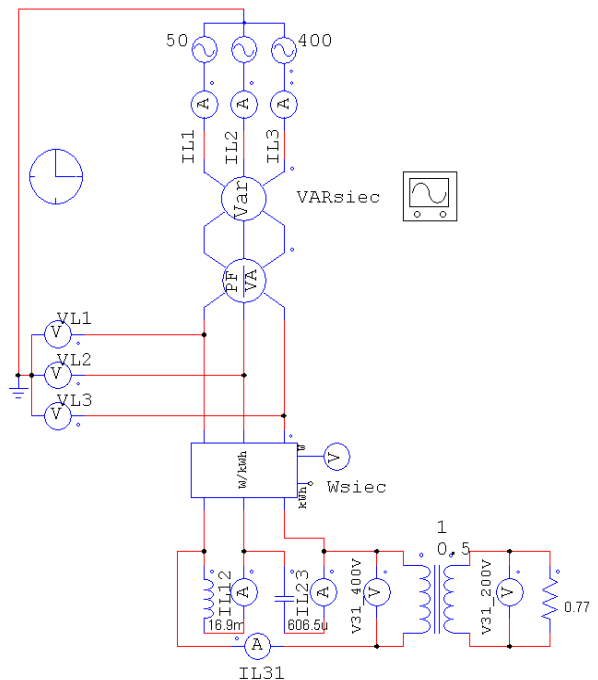 50
400
A
A
A
IL1
IL2
IL3
Var
VARsiec
PF
VA
VL1
V
VL2
V
VL3
V
W
W/kWh
V
kWh
Wsiec
1
0.5
IL12
A
IL23
A
V31_400V
V
V31_200V
V
16.9m
606.5u
0.77
A
IL31